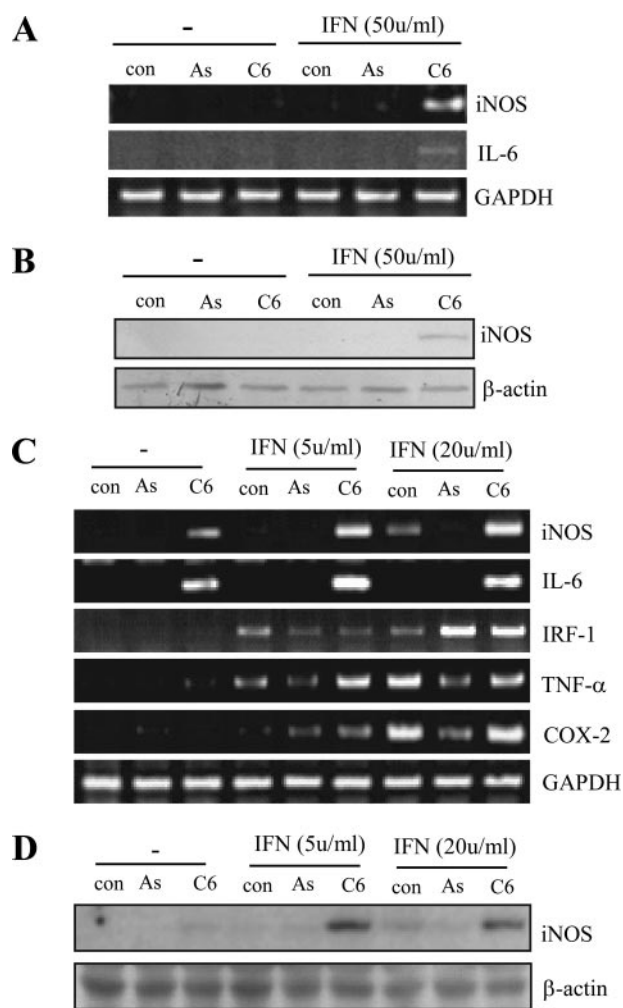 A
-
IFN (50u/ml)
con As C6 con As C6
iNOS
IL-6
GAPDH
B
-
IFN (50u/ml)
con As C6 con As C6
iNOS
β-actin
C
-
IFN (5u/ml)
IFN (20u/ml)
con As C6 con As C6 con As C6
iNOS
IL-6
IRF-1
TNF-α
COX-2
GAPDH
D
-
IFN (5u/ml)
IFN (20u/ml)
con As C6 con As C6 con As C6
iNOS
β-actin